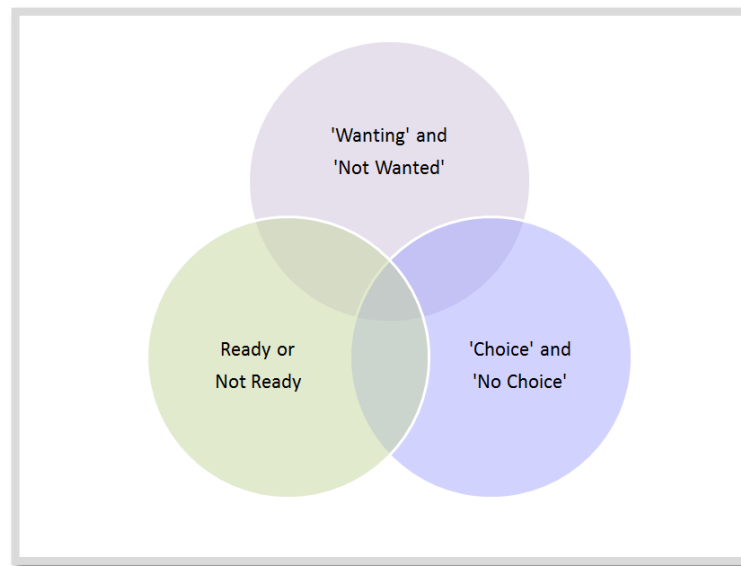 'Wanting' and
'Not Wanted'
Ready or
Not Ready
'Choice' and
'No Choice'